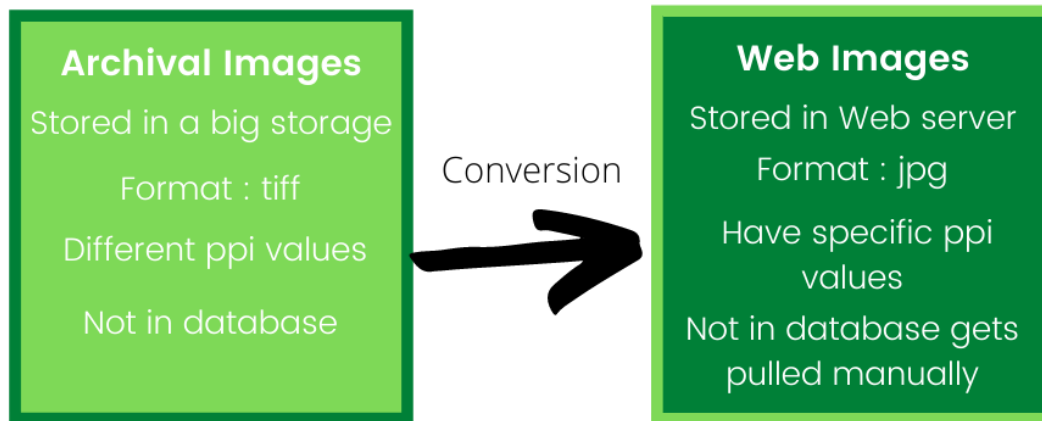 Archival Images
Stored in a big storage
Format : tiff
Different ppi values
Not in database
Conversion
Web Images
Stored in Web server
Format : jpg
Have specific ppi
values
Not in database gets
pulled manually